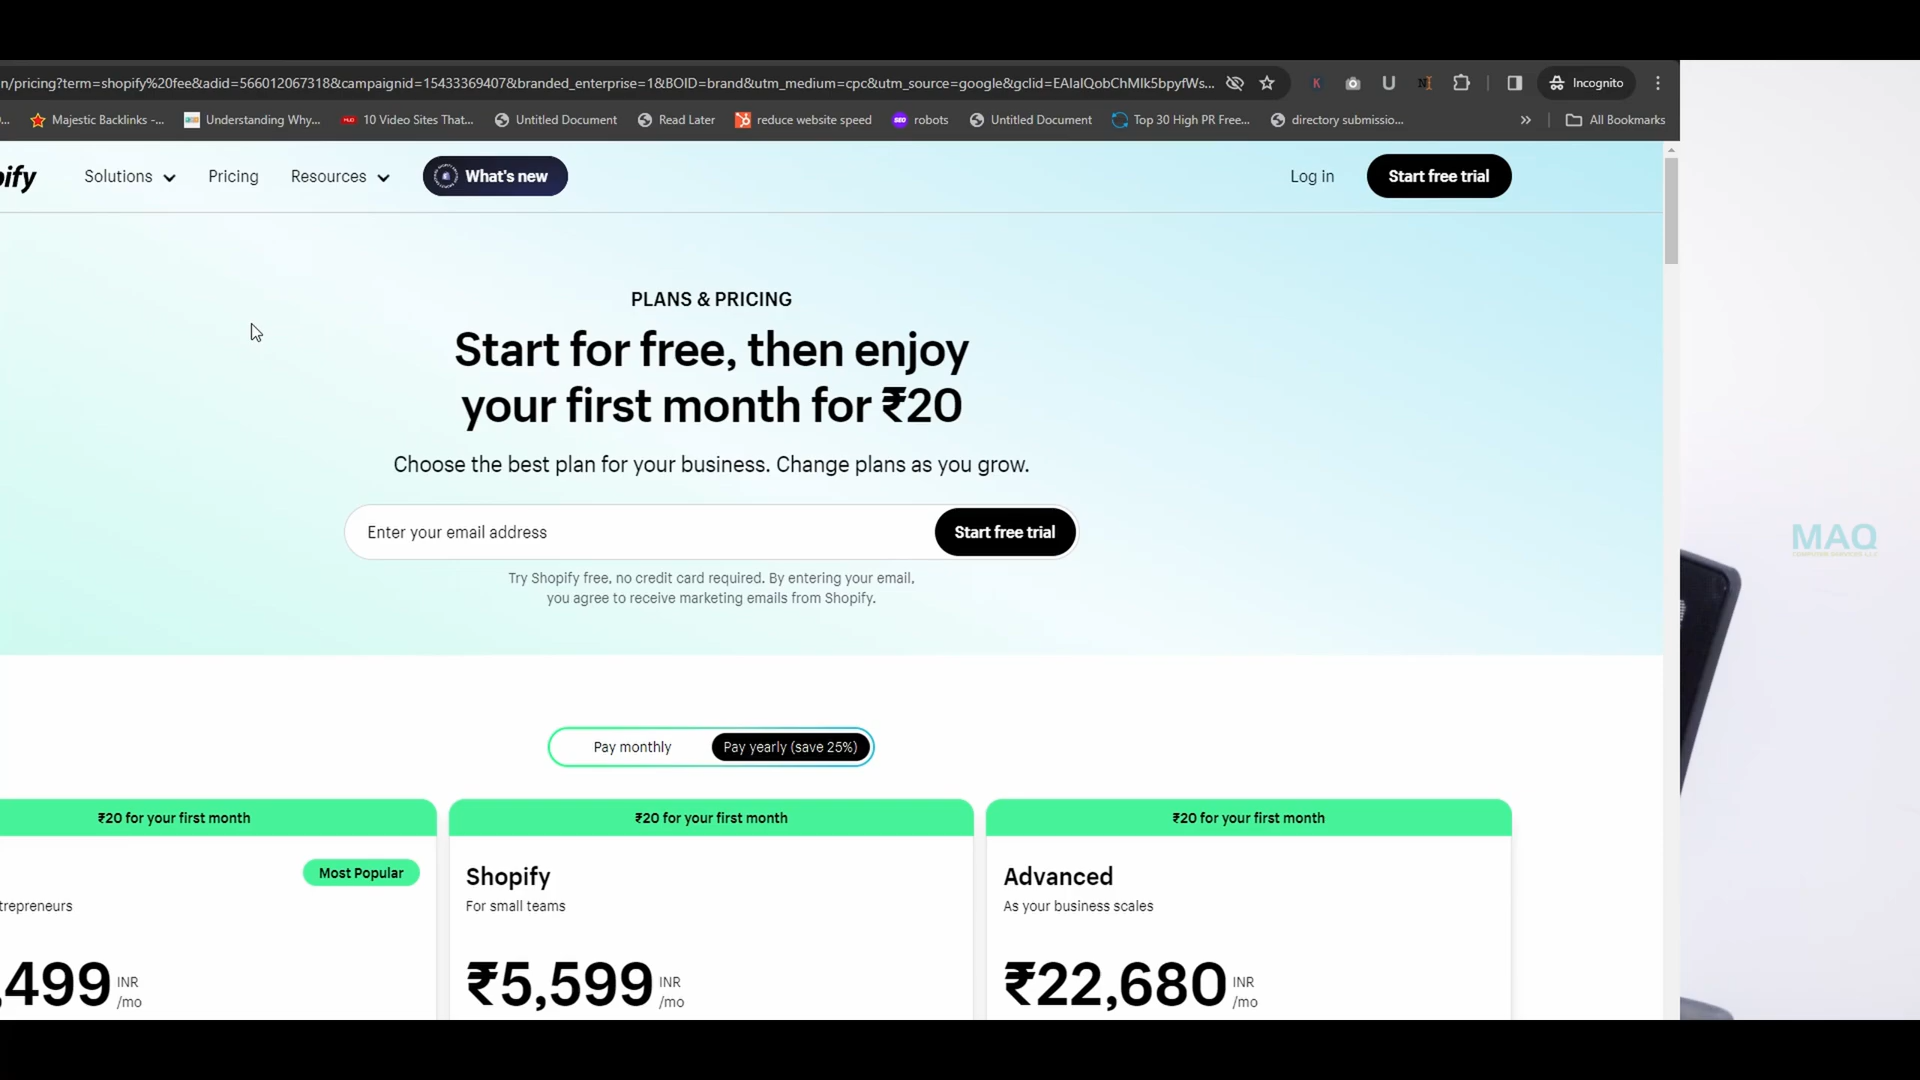 n/pricing?term=shopify%20fee&adid=566012067318&campaignid=15433369407&branded_enterprise=1&BOID=brand&utm_medium=cpc&utm_source=google&gclid=EAIaIQobChMIk5bpyfWs...
Incognito
Majestic Backlinks -...
Understanding Why...
10 Video Sites That...
Untitled Document
Read Later
reduce website speed
robots
Untitled Document
Top 30 High PR Free...
directory submissio...
All Bookmarks
pify
Solutions
Pricing
Resources
What's new
Log in
Start free trial
PLANS & PRICING
Start for free, then enjoy
your first month for ₹20
Choose the best plan for your business. Change plans as you grow.
Enter your email address
Start free trial
Try Shopify free, no credit card required. By entering your email,
you agree to receive marketing emails from Shopify.
MAQ
Pay monthly
Pay yearly (save 25%)
₹20 for your first month
₹20 for your first month
₹20 for your first month
Most Popular
trepreneurs
,499 INR
/mo
Shopify
For small teams
₹5,599 INR
/mo
Advanced
As your business scales
₹22,680 INR
/mo